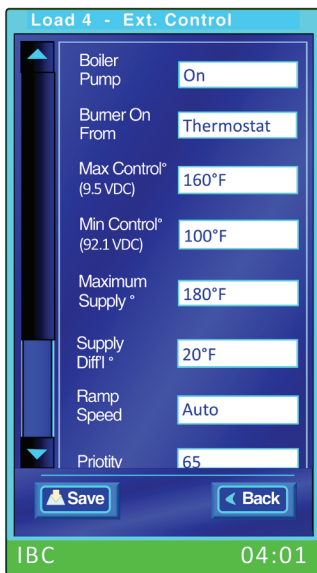 Load 4 - Ext. Control
Boiler
Pump
On
Burner On
From
Thermostat
Max Control°
(9.5 VDC)
160°F
Min Control°
(92.1 VDC)
100°F
Maximum
Supply °
180°F
Supply
Diff'l °
20°F
Ramp
Speed
Auto
Protity
65
Save
Back
IBC
04:01